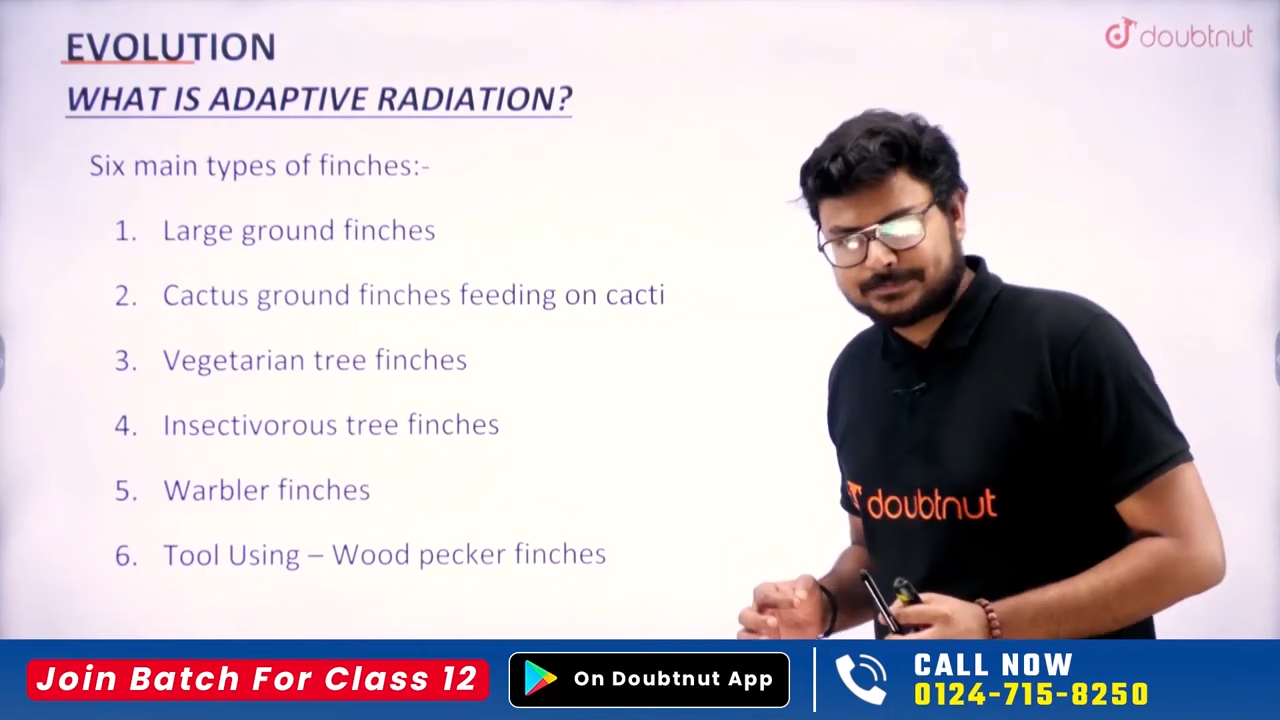 EVOLUTION
doubtnut
WHAT IS ADAPTIVE RADIATION?
Six main types of finches:-
1. Large ground finches
2. Cactus ground finches feeding on cacti
3. Vegetarian tree finches
4. Insectivorous tree finches
5. Warbler finches
6. Tool Using – Wood pecker finches
doubtnut
Join Batch For Class 12
On Doubtnut App
CALL NOW
0124-715-8250